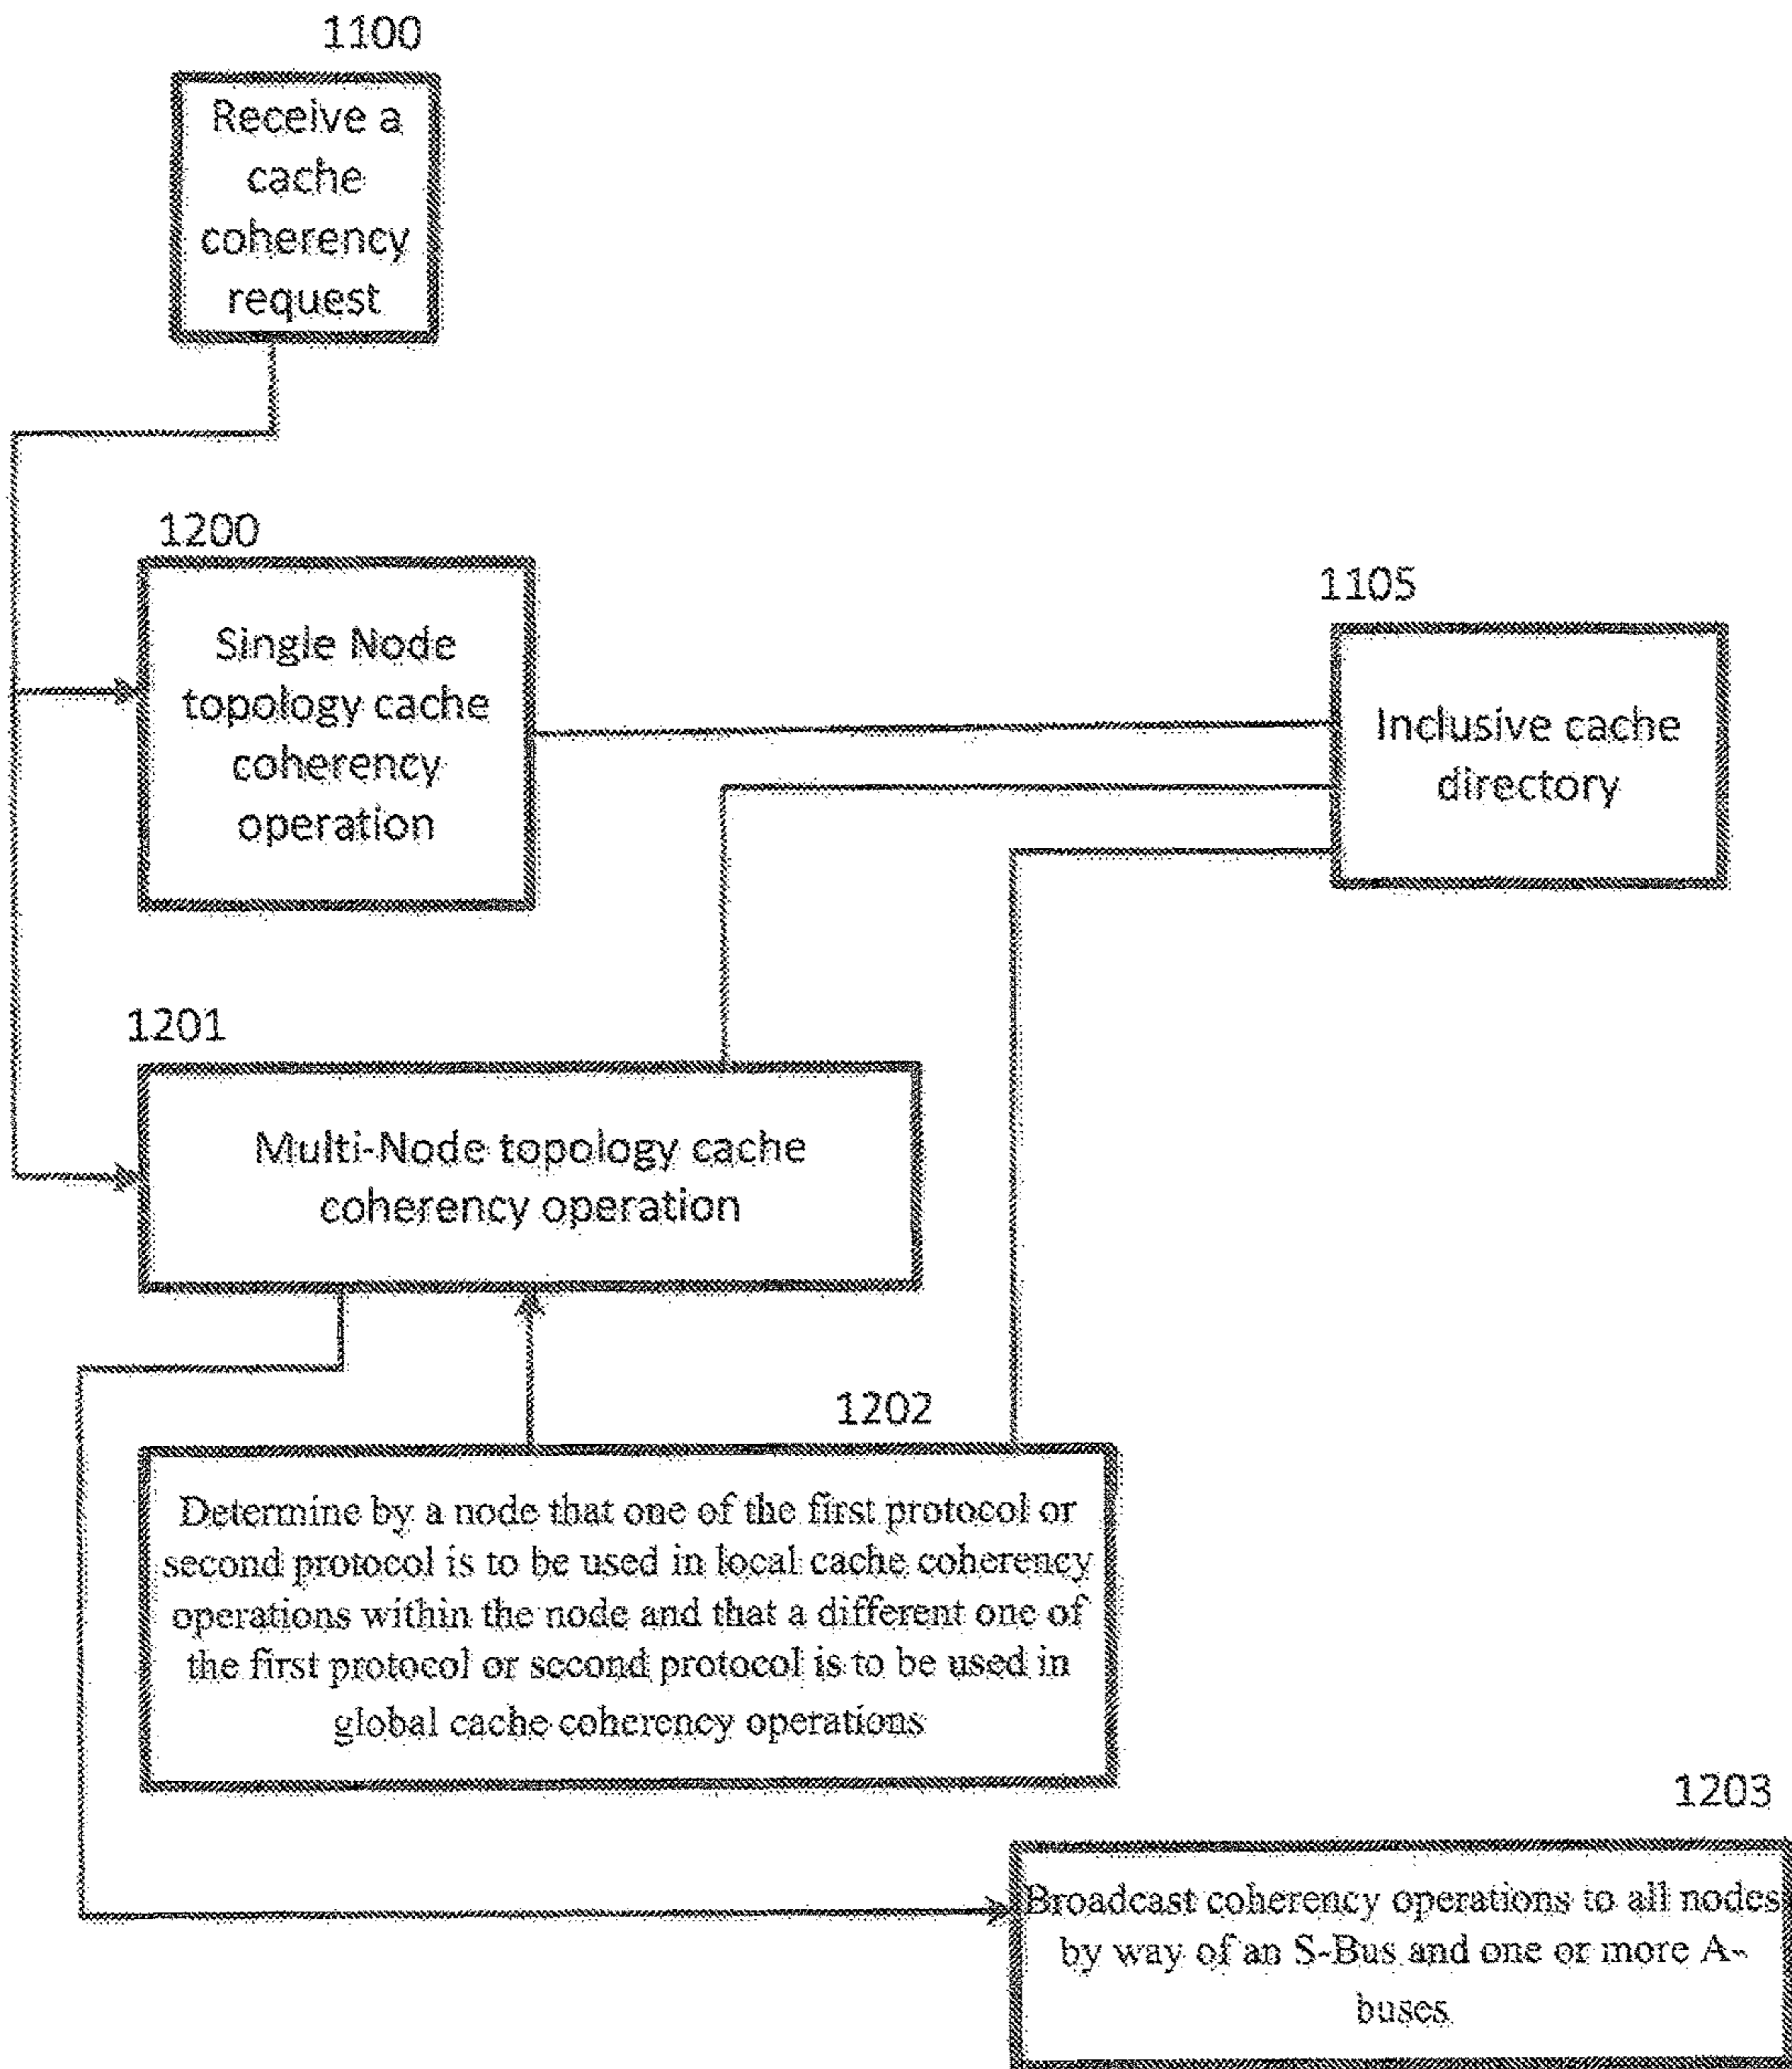 1100
Receive a
cache
coherency
request
1200
Single Node
topology cache
coherency
operation
1105
Inclusive cache
directory
1201
Multi-Node topology cache
coherency operation
1202
Determine by a node that one of the first protocol or
second protocol is to be used in local cache coherency
operations within the node and that a different one of
the first protocol or second protocol is to be used in
global cache coherency operations
1203
Broadcast coherency operations to all nodes
by way of an S-Bus and one or more A-
buses